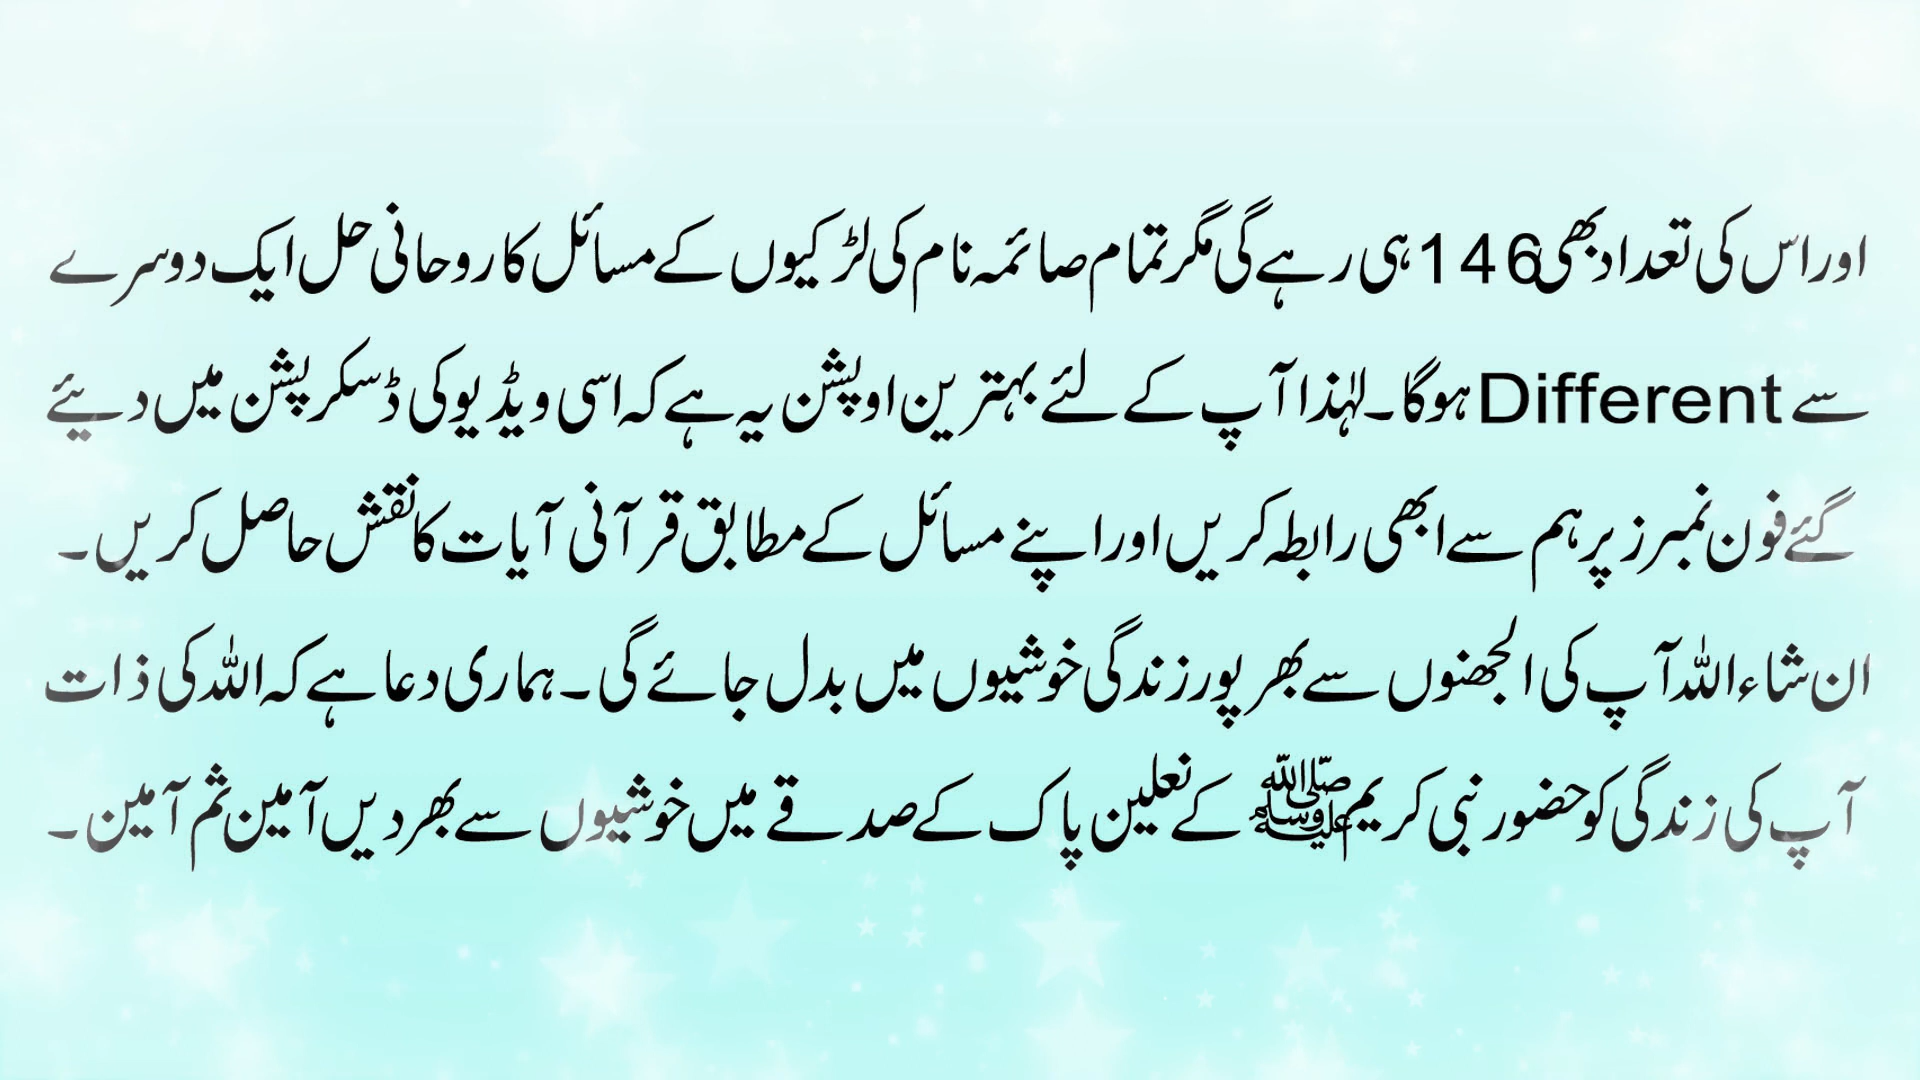 اور اس کی تعداد بھی 146 ہی رہے گی مگر تمام صائمہ نام کی لڑکیوں کے مسائل کا روحانی حل ایک دوسرے
سے Different ہوگا۔ لہٰذا آپ کے لئے بہترین اوپشن یہ ہے کہ اسی ویڈیو کی ڈسکرپشن میں دیئے
گئے فون نمبرز پر ہم سے ابھی رابطہ کریں اور اپنے مسائل کے مطابق قرآنی آیات کا نقش حاصل کریں۔
ان شاء اللہ آپ کی الجھنوں سے بھرپور زندگی خوشیوں میں بدل جائے گی۔ ہماری دعا ہے کہ اللہ کی ذات
آپ کی زندگی کو حضور نبی کریم ﷺ کے نعلین پاک کے صدقے میں خوشیوں سے بھر دیں آمین ثم آمین۔